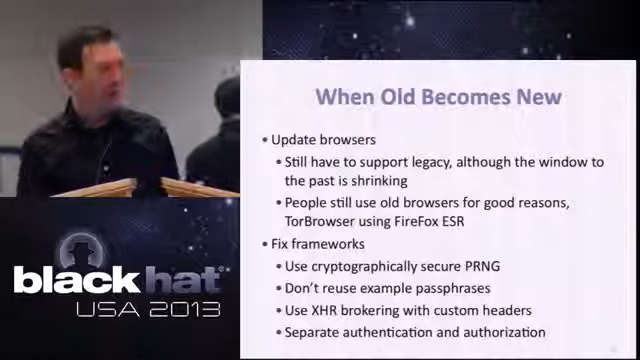 When Old Becomes New
• Update browsers
• Still have to support legacy, although the window to
the past is shrinking
• People still use old browsers for good reasons,
TorBrowser using FireFox ESR
• Fix frameworks
• Use cryptographically secure PRNG
• Don't reuse example passphrases
• Use XHR brokering with custom headers
• Separate authentication and authorization
black hat
USA 2013